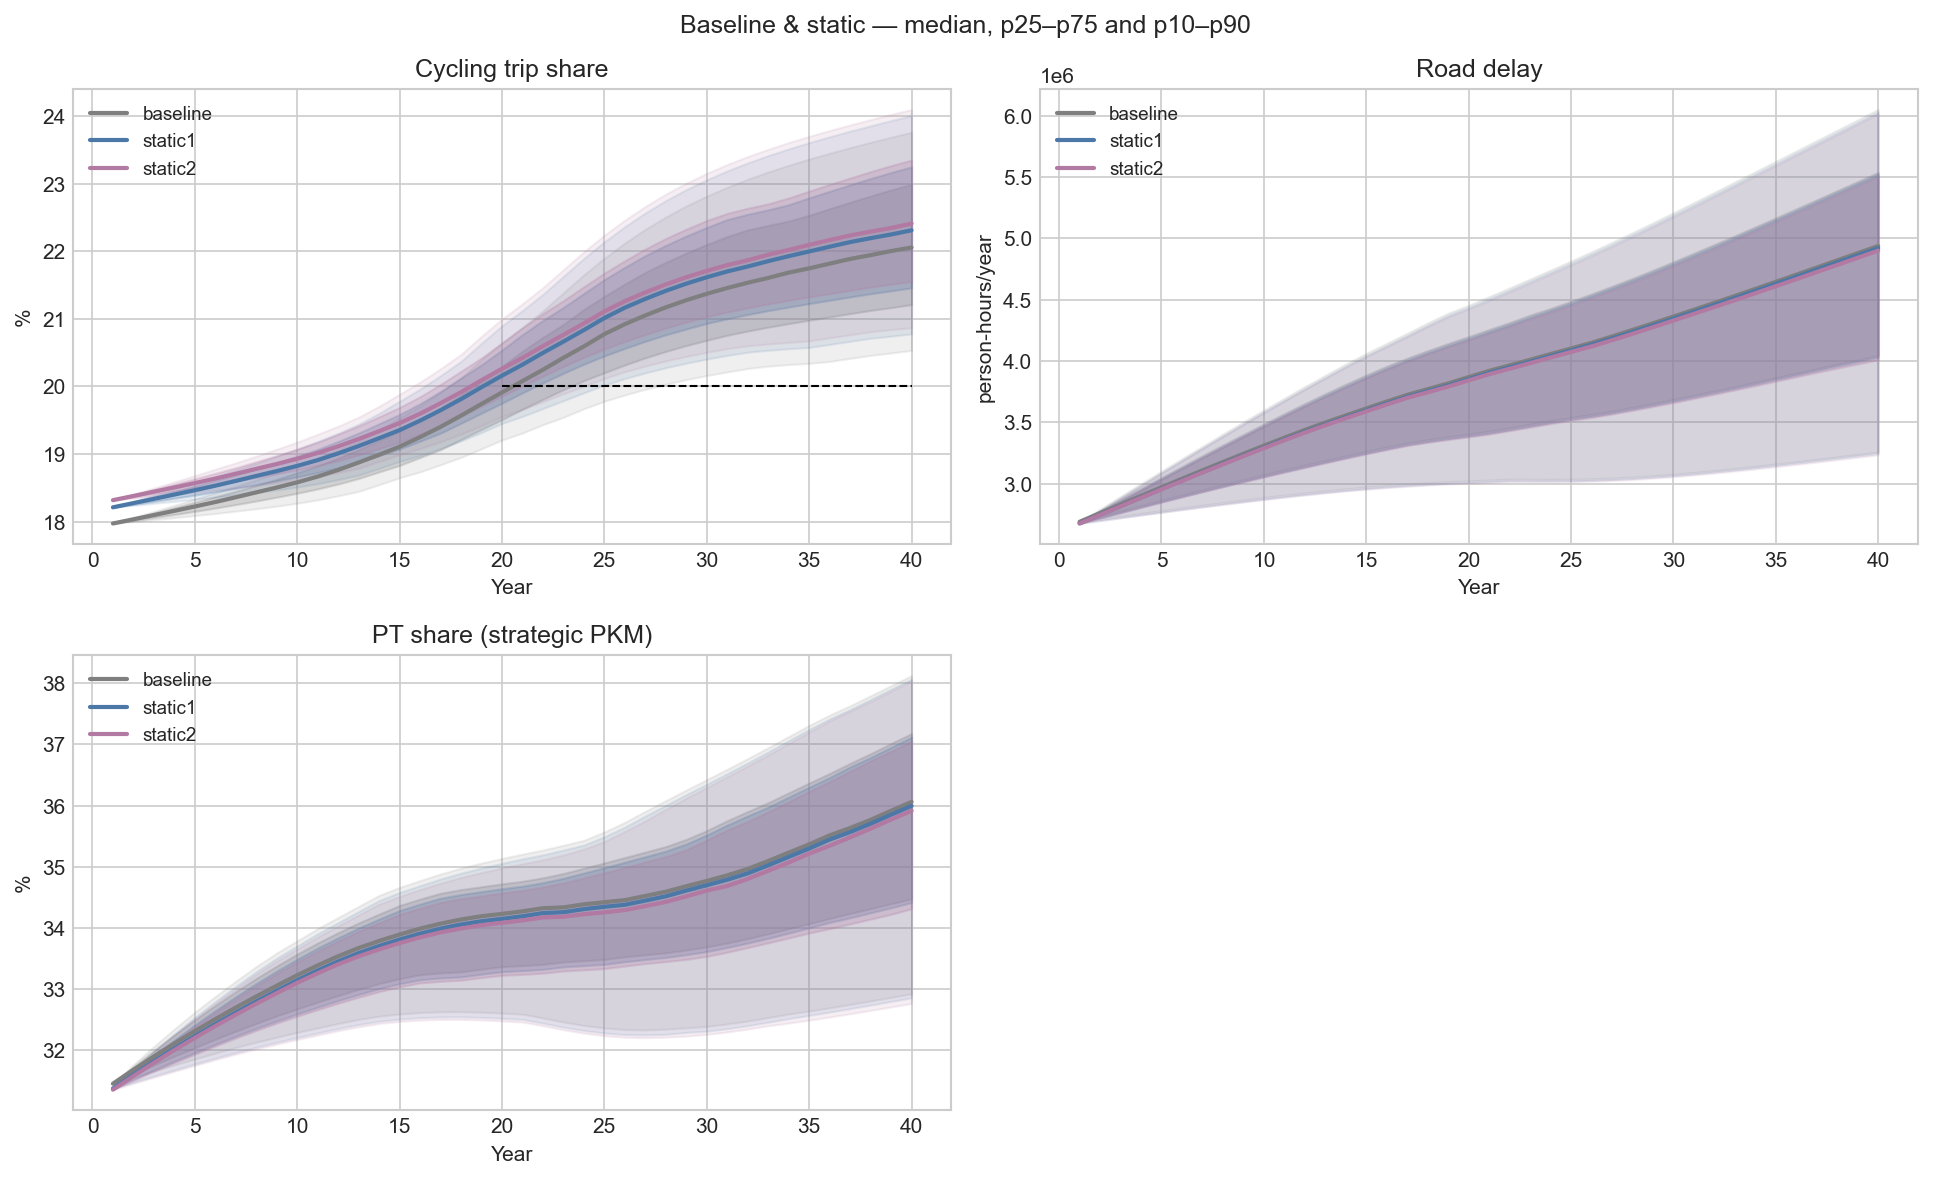 Baseline & static — median, p25–p75 and p10–p90
Cycling trip share
24
23
22
21
20
19
18
%
baseline
static1
static2
0 5 10 15 20 25 30 35 40
Year
Road delay
1e6
6.0
5.5
5.0
4.5
4.0
3.5
3.0
person-hours/year
baseline
static1
static2
0 5 10 15 20 25 30 35 40
Year
PT share (strategic PKM)
38
37
36
35
34
33
32
%
baseline
static1
static2
0 5 10 15 20 25 30 35 40
Year